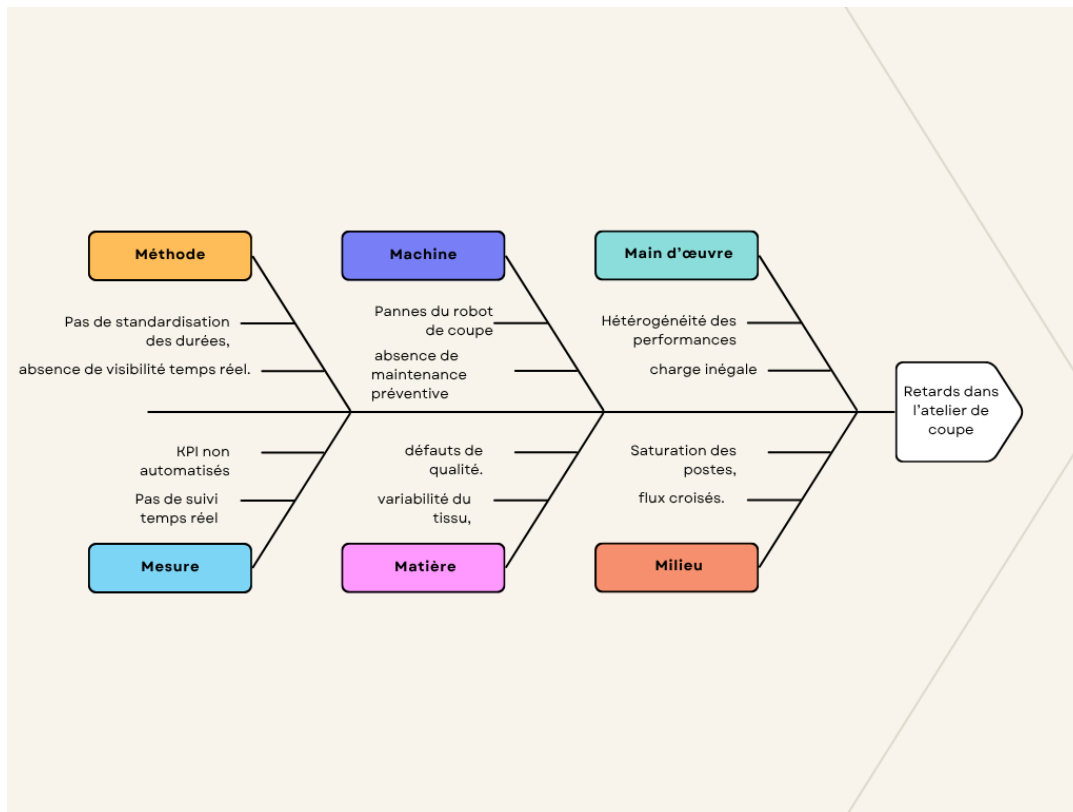 Méthode
Machine
Main d'œuvre
Pas de standardisation
des durées,
absence de visibilité temps réel.
Pannes du robot
de coupe
absence de
maintenance
préventive
Hétérogénéité des
performances
charge inégale
Retards dans
l'atelier de
coupe
KPI non
automatisés
Pas de suivi
temps réel
défauts de
qualité.
variabilité du
tissu,
Saturation des
postes,
flux croisés.
Mesure
Matière
Milieu